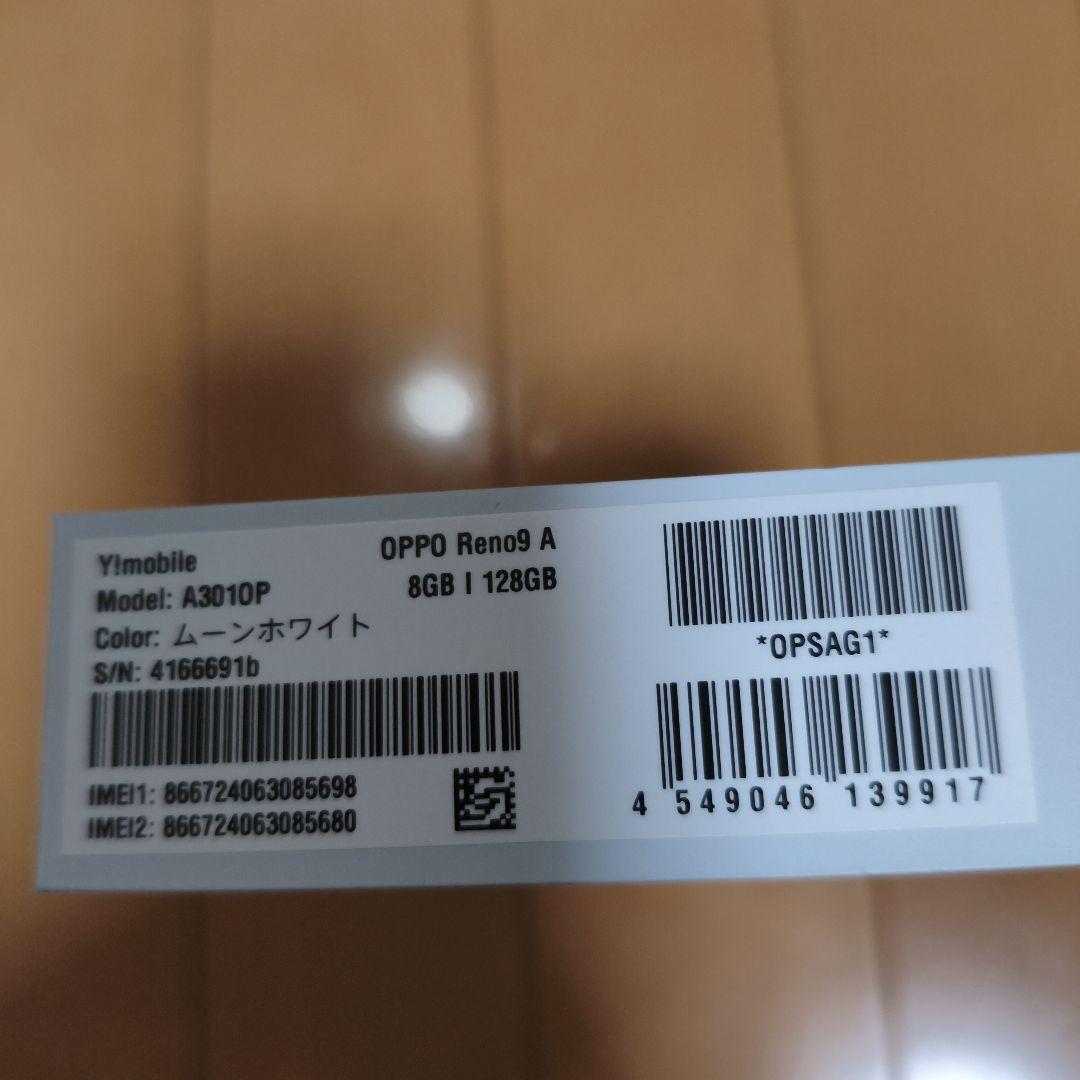 Y!mobile
OPPO Reno9 A
Model: A301OP
8GB | 128GB
Color: ムーンホワイト
S/N: 4166691b
IMEI1: 866724063085698
IMEI2: 866724063085680
*OPSAG1*
4 549046 139917